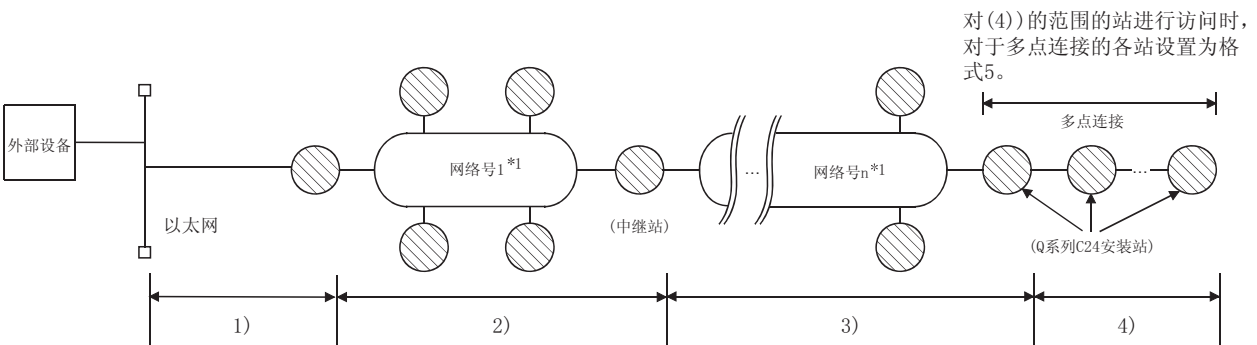 对(4))的范围的站进行访问时，
对于多点连接的各站设置为格
式5。
多点连接
外部设备
网络号1*1
...
网络号n*1
...
以太网
(中继站)
(Q系列C24安装站)
1)
2)
3)
4)